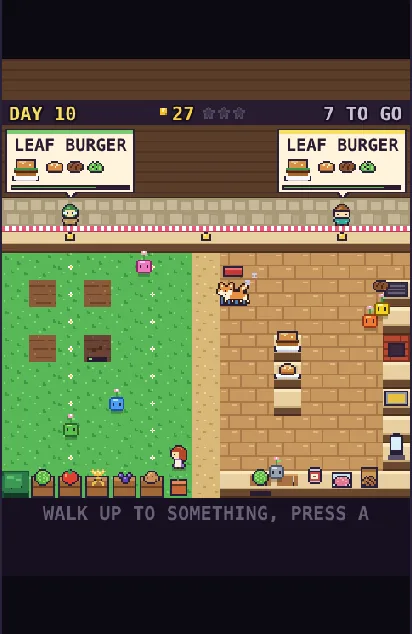 DAY 10
27
7 TO GO
LEAF BURGER
LEAF BURGER
WALK UP TO SOMETHING, PRESS A